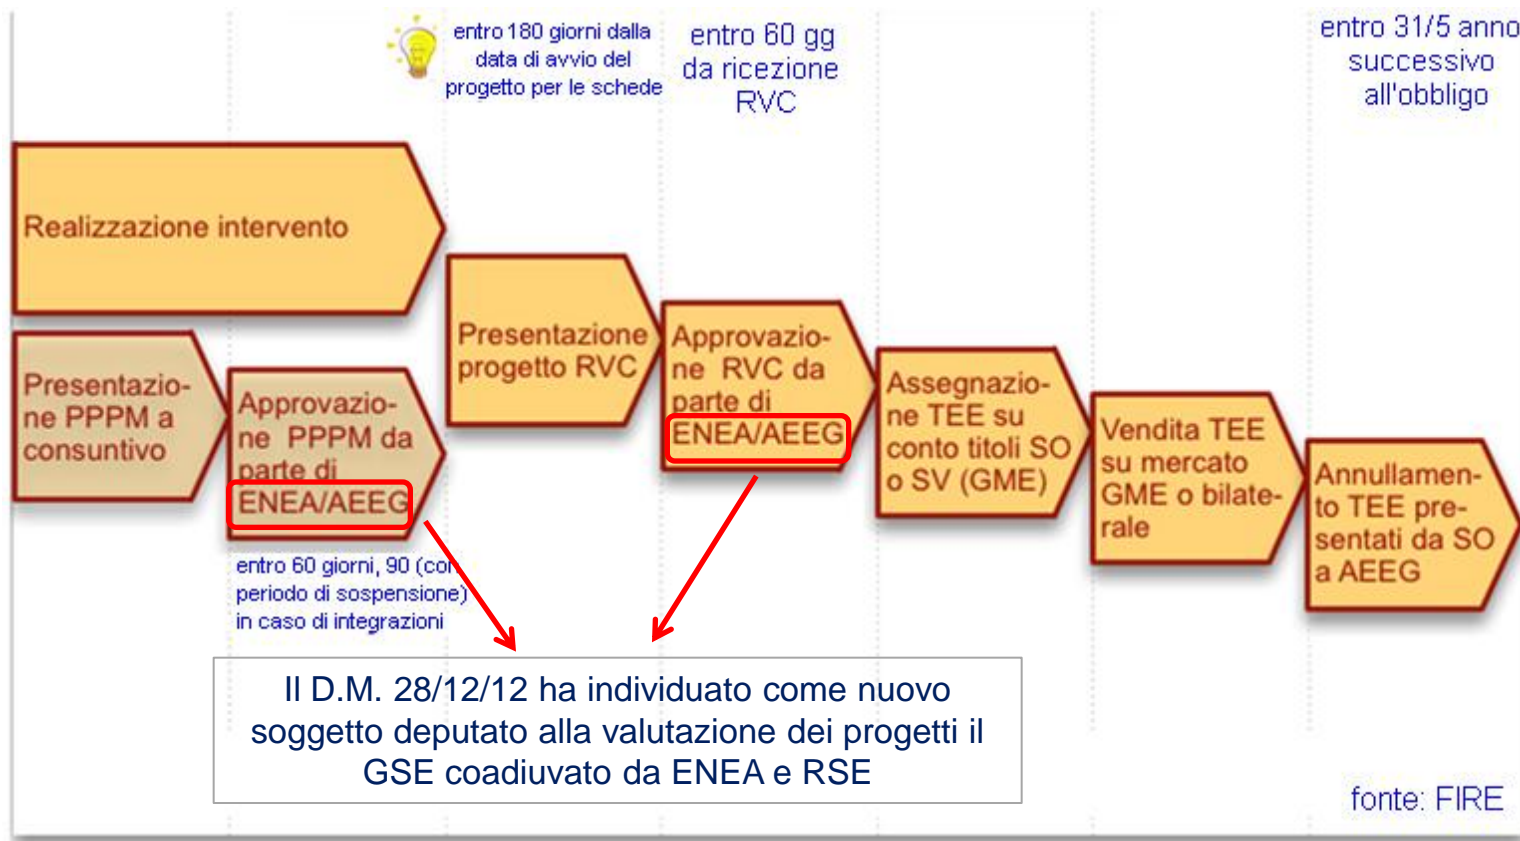 entro 180 giorni dalla
data di avvio del
progetto per le schede
entro 60 gg
da ricezione
RVC
entro 31/5 anno
successivo
all'obbligo
Realizzazione intervento
Presentazio-
ne PPPM a
consuntivo
Approvazio-
ne PPPM da
parte di
ENEA/AEEG
entro 60 giorni, 90 (con
periodo di sospensione)
in caso di integrazioni
Presentazione
progetto RVC
Approvazio-
ne RVC da
parte di
ENEA/AEEG
Assegnazio-
ne TEE su
conto titoli SO
o SV (GME)
Vendita TEE
su mercato
GME o bilate-
rale
Annullamen-
to TEE pre-
sentati da SO
a AEEG
Il D.M. 28/12/12 ha individuato come nuovo
soggetto deputato alla valutazione dei progetti il
GSE coadiuvato da ENEA e RSE
fonte: FIRE